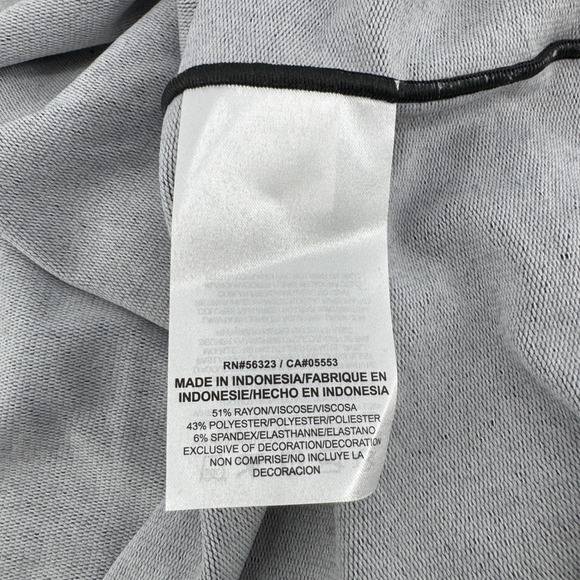 RN#56323 / CA#05553
MADE IN INDONESIA/FABRIQUE EN
INDONESIE/HECHO EN INDONESIA
51% RAYON/VISCOSE/VISCOSA
43% POLYESTER/POLYESTER/POLIESTER
6% SPANDEX/ELASTHANNE/ELASTANO
EXCLUSIVE OF DECORATION/DECORATION
NON COMPRISE/NO INCLUYE LA
DECORACION